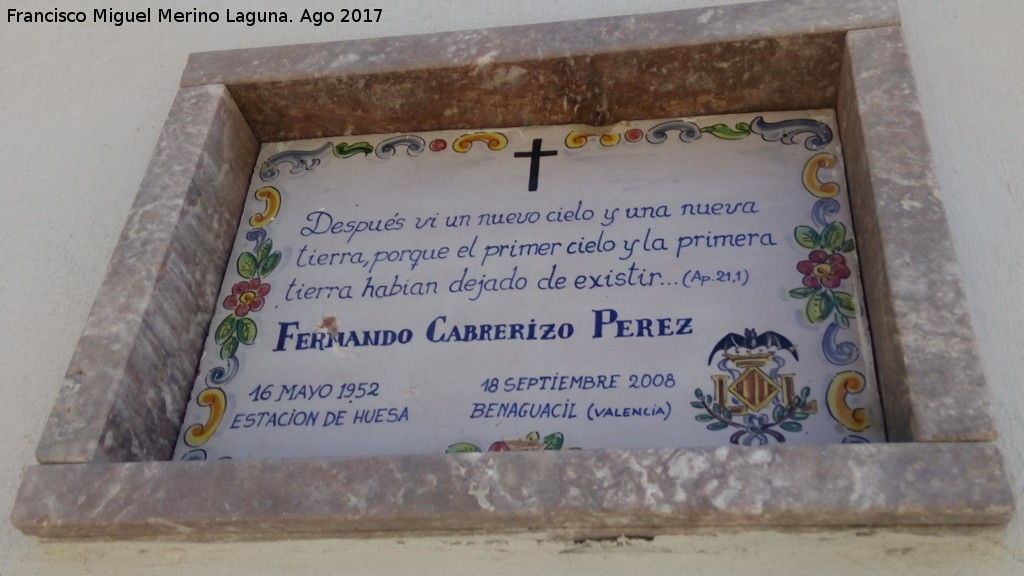 Francisco Miguel Merino Laguna. Ago 2017
Después vi un nuevo cielo y una nueva
tierra, porque el primer cielo y la primera
tierra habian dejado de existir... (Ap. 21,1)
FERNANDO CABRERIZO PEREZ
16 MAYO 1952
ESTACION DE HUESA
18 SEPTIEMBRE 2008
BENAGUACIL (VALENCIA)
L L